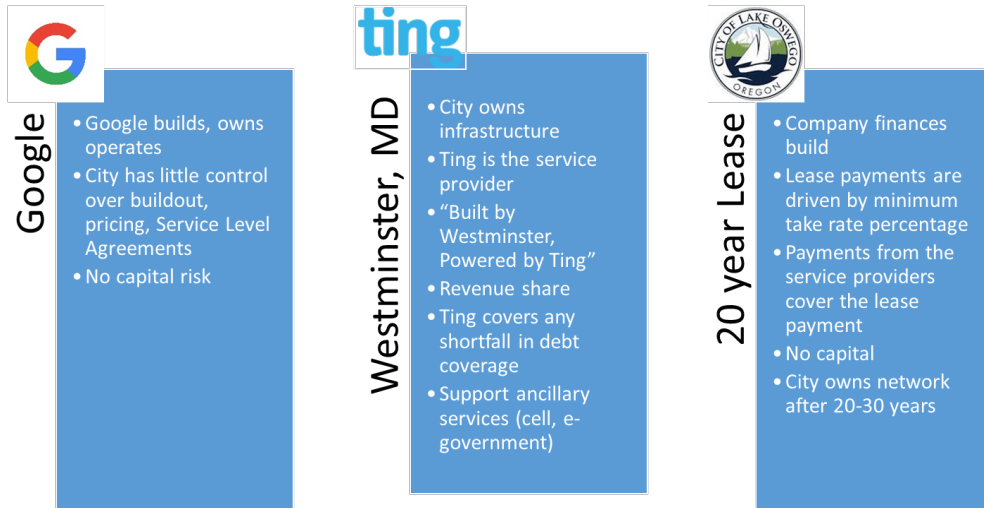 Google
• Google builds, owns
operates
• City has little control
over buildout,
pricing, Service Level
Agreements
• No capital risk
ting
Westminster, MD
• City owns
infrastructure
• Ting is the service
provider
• “Built by
Westminster,
Powered by Ting”
• Revenue share
• Ting covers any
shortfall in debt
coverage
• Support ancillary
services (cell, e-
government)
CITY OF LAKE OSWEGO
OREGON
20 year Lease
• Company finances
build
• Lease payments are
driven by minimum
take rate percentage
• Payments from the
service providers
cover the lease
payment
• No capital
• City owns network
after 20-30 years